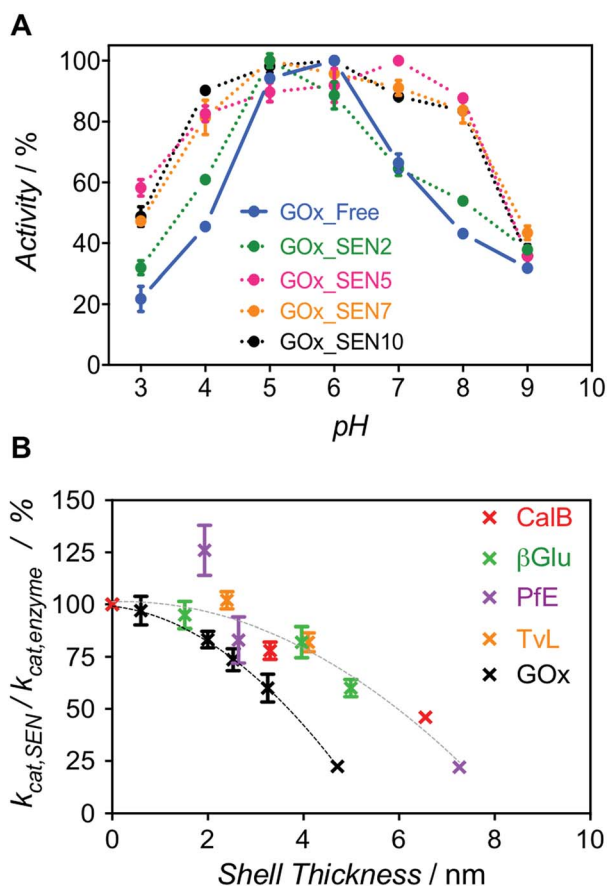 A
Activity / %
100
80
60
40
20
0
GOx_Free
GOx_SEN2
GOx_SEN5
GOx_SEN7
GOx_SEN10
3 4 5 6 7 8 9 10
pH
B
k_cat,SEN / k_cat,enzyme / %
150
125
100
75
50
25
0
CalB
βGlu
PfE
TvL
GOx
0 2 4 6 8 10
Shell Thickness / nm